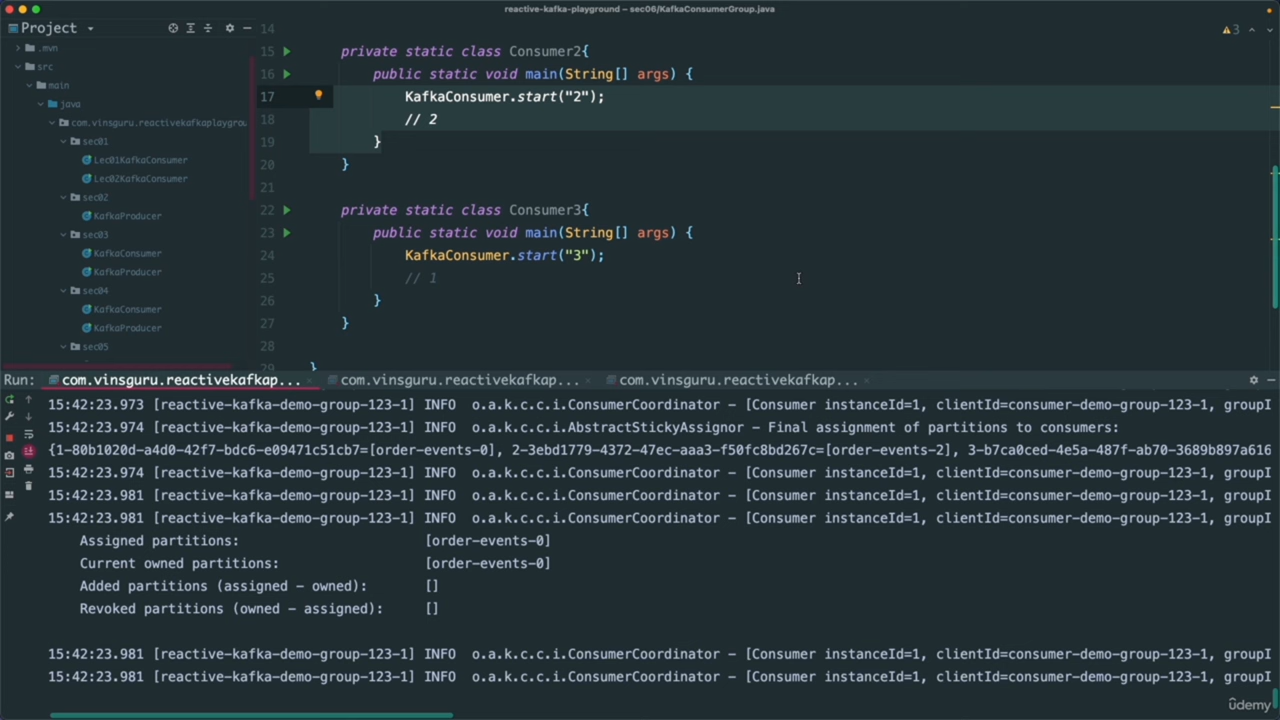 reactive-kafka-playground – sec06/KafkaConsumerGroup.java
Project
.mvn
src
main
java
com.vinsguru.reactivekafkaplaygrou
sec01
Lec01KafkaConsumer
Lec02KafkaConsumer
sec02
KafkaProducer
sec03
KafkaConsumer
KafkaProducer
sec04
KafkaConsumer
KafkaProducer
sec05
3
14
15 private static class Consumer2{
16 public static void main(String[] args) {
17 KafkaConsumer.start("2");
18 // 2
19 }
20 }
21
22 private static class Consumer3{
23 public static void main(String[] args) {
24 KafkaConsumer.start("3");
25 // 1
26 }
27 }
28
29 }
Run: com.vinsguru.reactivekafkap... com.vinsguru.reactivekafkap... com.vinsguru.reactivekafkap...
15:42:23.973 [reactive-kafka-demo-group-123-1] INFO o.a.k.c.c.i.ConsumerCoordinator – [Consumer instanceId=1, clientId=consumer-demo-group-123-1, groupI
15:42:23.974 [reactive-kafka-demo-group-123-1] INFO o.a.k.c.c.i.AbstractStickyAssignor – Final assignment of partitions to consumers:
{1-80b1020d-a4d0-42f7-bdc6-e09471c51cb7=[order-events-0], 2-3ebd1779-4372-47ec-aaa3-f50fc8bd267c=[order-events-2], 3-b7ca0ced-4e5a-487f-ab70-3689b897a616
15:42:23.974 [reactive-kafka-demo-group-123-1] INFO o.a.k.c.c.i.ConsumerCoordinator – [Consumer instanceId=1, clientId=consumer-demo-group-123-1, groupI
15:42:23.981 [reactive-kafka-demo-group-123-1] INFO o.a.k.c.c.i.ConsumerCoordinator – [Consumer instanceId=1, clientId=consumer-demo-group-123-1, groupI
15:42:23.981 [reactive-kafka-demo-group-123-1] INFO o.a.k.c.c.i.ConsumerCoordinator – [Consumer instanceId=1, clientId=consumer-demo-group-123-1, groupI
Assigned partitions: [order-events-0]
Current owned partitions: [order-events-0]
Added partitions (assigned – owned): []
Revoked partitions (owned – assigned): []
15:42:23.981 [reactive-kafka-demo-group-123-1] INFO o.a.k.c.c.i.ConsumerCoordinator – [Consumer instanceId=1, clientId=consumer-demo-group-123-1, groupI
15:42:23.981 [reactive-kafka-demo-group-123-1] INFO o.a.k.c.c.i.ConsumerCoordinator – [Consumer instanceId=1, clientId=consumer-demo-group-123-1, groupI
ûdemy